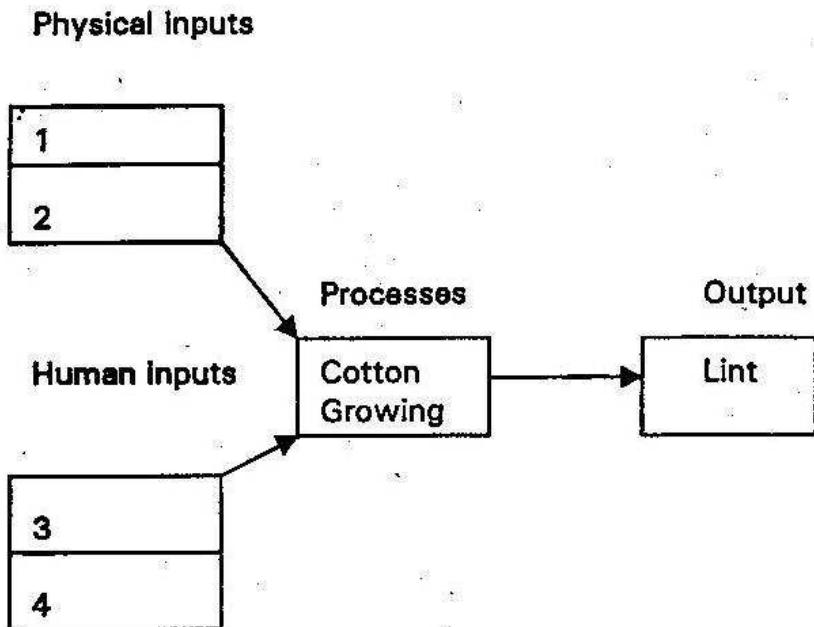 Physical inputs
1
2
Processes
Output
Human inputs
Cotton
Growing
Lint
3
4